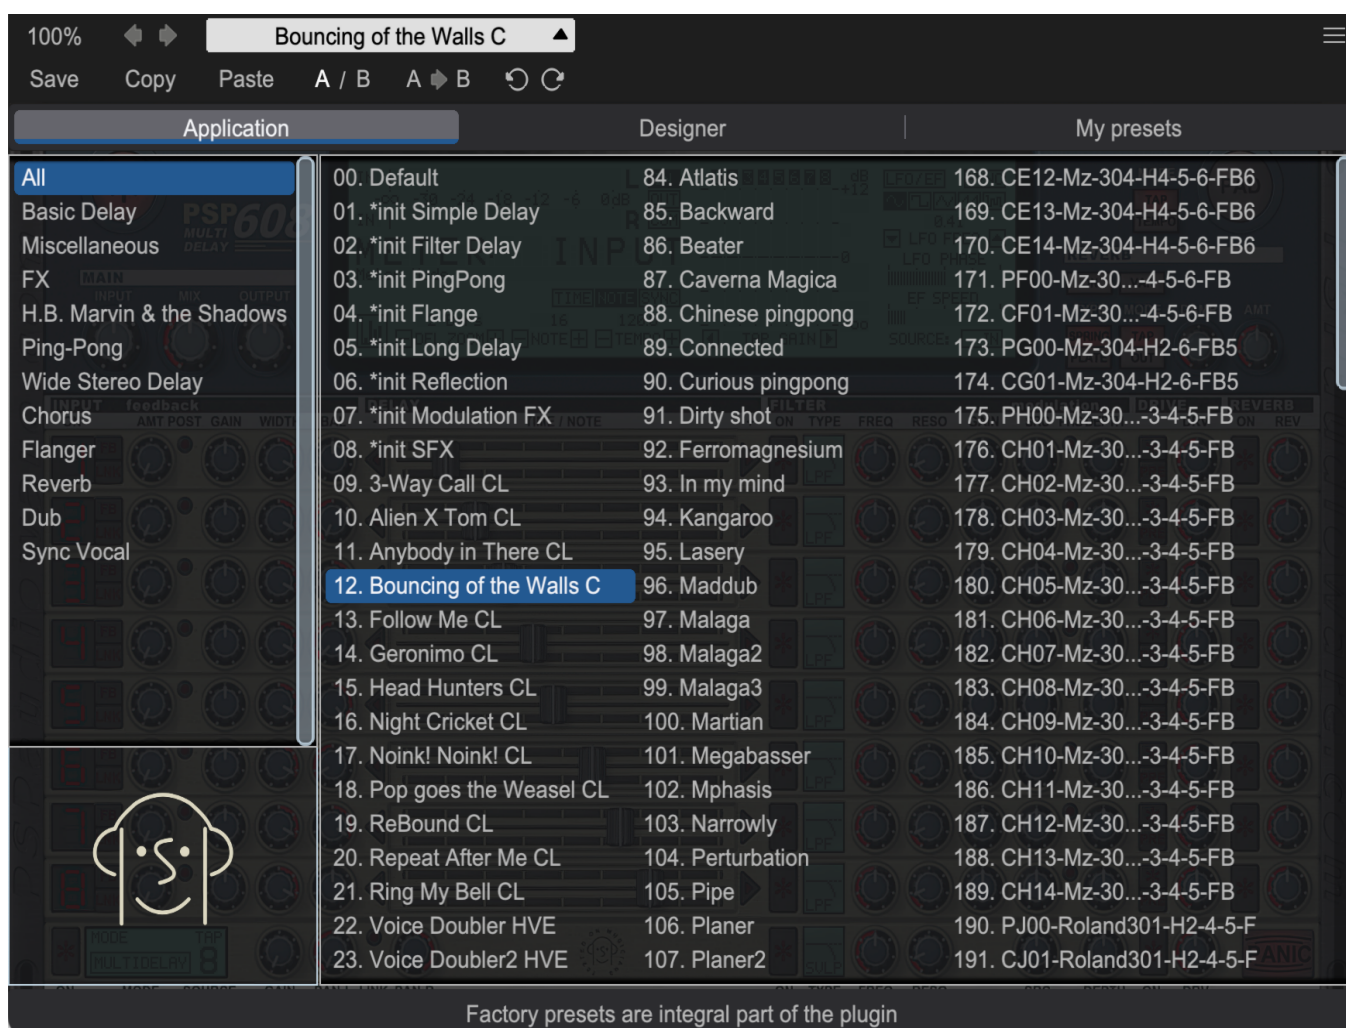 100%
Bouncing of the Walls C
Save Copy Paste A / B A B
Application Designer My presets
All
Basic Delay
Miscellaneous
FX
H.B. Marvin & the Shadows
Ping-Pong
Wide Stereo Delay
Chorus
Flanger
Reverb
Dub
Sync Vocal
00. Default
01. *init Simple Delay
02. *init Filter Delay
03. *init PingPong
04. *init Flange
05. *init Long Delay
06. *init Reflection
07. *init Modulation FX
08. *init SFX
09. 3-Way Call CL
10. Alien X Tom CL
11. Anybody in There CL
12. Bouncing of the Walls C
13. Follow Me CL
14. Geronimo CL
15. Head Hunters CL
16. Night Cricket CL
17. Noink! Noink! CL
18. Pop goes the Weasel CL
19. ReBound CL
20. Repeat After Me CL
21. Ring My Bell CL
22. Voice Doubler HVE
23. Voice Doubler2 HVE
84. Atlatis
85. Backward
86. Beater
87. Caverna Magica
88. Chinese pingpong
89. Connected
90. Curious pingpong
91. Dirty shot
92. Ferromagnesium
93. In my mind
94. Kangaroo
95. Lasery
96. Maddub
97. Malaga
98. Malaga2
99. Malaga3
100. Martian
101. Megabasser
102. Mphasis
103. Narrowly
104. Perturbation
105. Pipe
106. Planer
107. Planer2
168. CE12-Mz-304-H4-5-6-FB6
169. CE13-Mz-304-H4-5-6-FB6
170. CE14-Mz-304-H4-5-6-FB6
171. PF00-Mz-30...-4-5-6-FB
172. CF01-Mz-30...-4-5-6-FB
173. PG00-Mz-304-H2-6-FB5
174. CG01-Mz-304-H2-6-FB5
175. PH00-Mz-30...-3-4-5-FB
176. CH01-Mz-30...-3-4-5-FB
177. CH02-Mz-30...-3-4-5-FB
178. CH03-Mz-30...-3-4-5-FB
179. CH04-Mz-30...-3-4-5-FB
180. CH05-Mz-30...-3-4-5-FB
181. CH06-Mz-30...-3-4-5-FB
182. CH07-Mz-30...-3-4-5-FB
183. CH08-Mz-30...-3-4-5-FB
184. CH09-Mz-30...-3-4-5-FB
185. CH10-Mz-30...-3-4-5-FB
186. CH11-Mz-30...-3-4-5-FB
187. CH12-Mz-30...-3-4-5-FB
188. CH13-Mz-30...-3-4-5-FB
189. CH14-Mz-30...-3-4-5-FB
190. PJ00-Roland301-H2-4-5-F
191. CJ01-Roland301-H2-4-5-F
Factory presets are integral part of the plugin